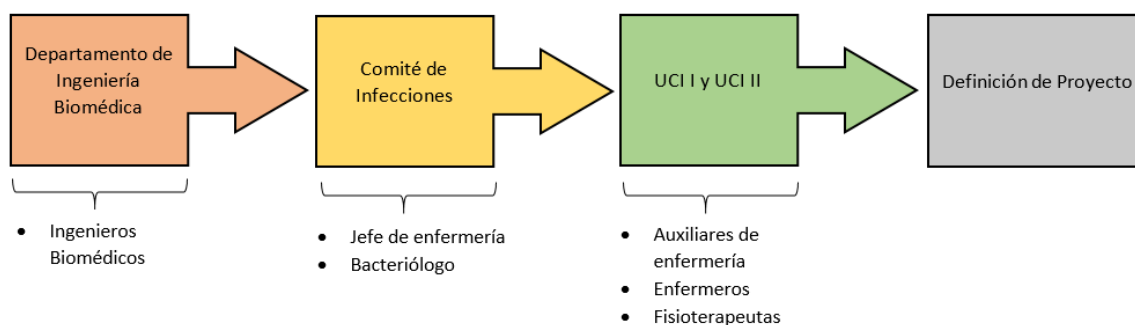 Departamento de
Ingeniería
Biomédica
Comité de
Infecciones
UCI I y UCI II
Definición de Proyecto
• Ingenieros
Biomédicos
• Jefe de enfermería
• Bacteriólogo
• Auxiliares de
enfermería
• Enfermeros
• Fisioterapeutas